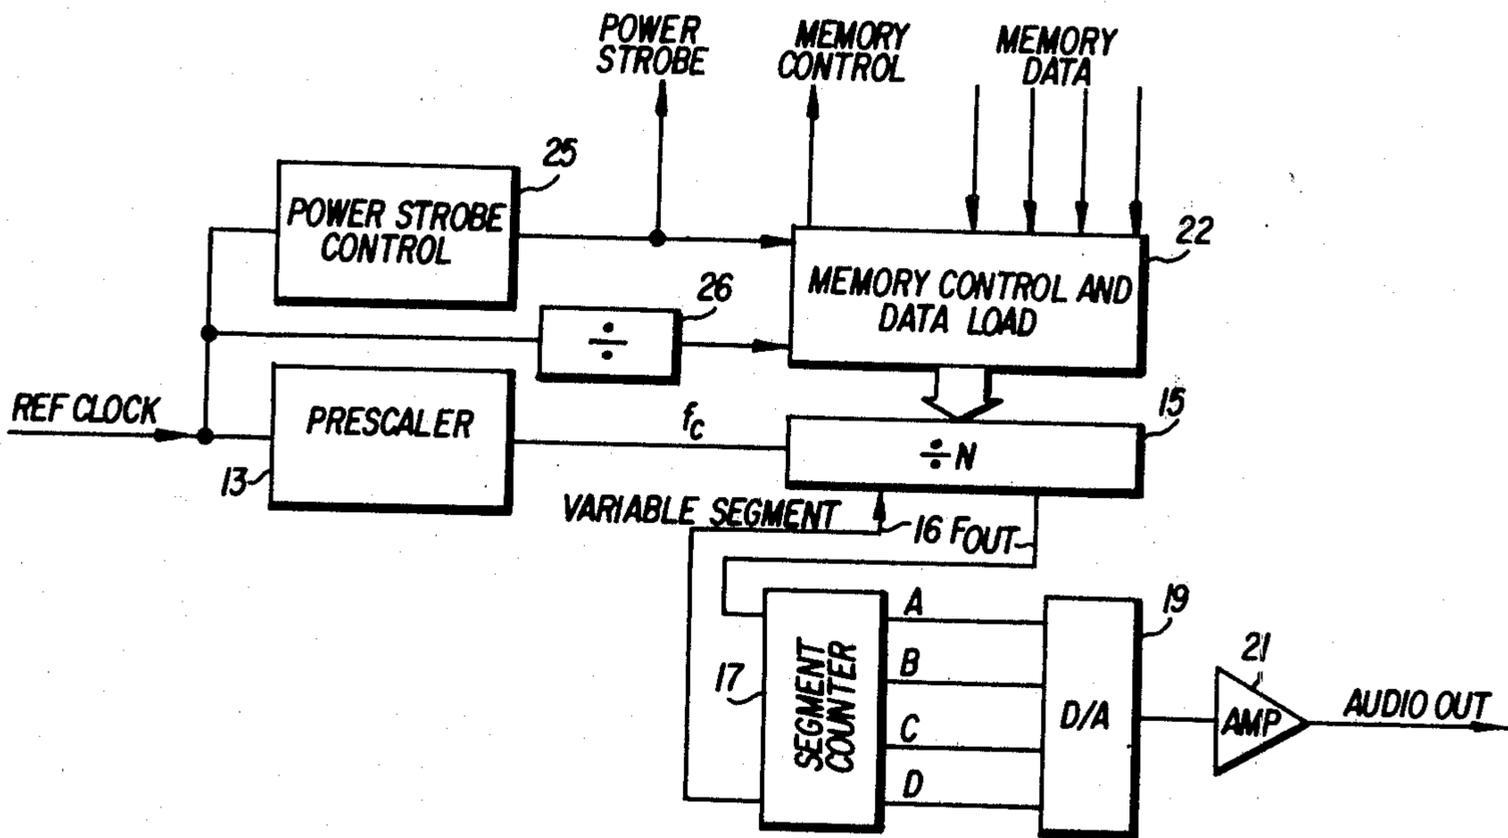 POWER
STROBE
MEMORY
CONTROL
MEMORY
DATA
25
POWER STROBE
CONTROL
22
MEMORY CONTROL AND
DATA LOAD
26
÷
REF CLOCK
PRESCALER
13
fc
15
÷ N
VARIABLE SEGMENT
16
FOUT
17
SEGMENT
COUNTER
A
B
C
D
19
D/A
21
AMP
AUDIO OUT